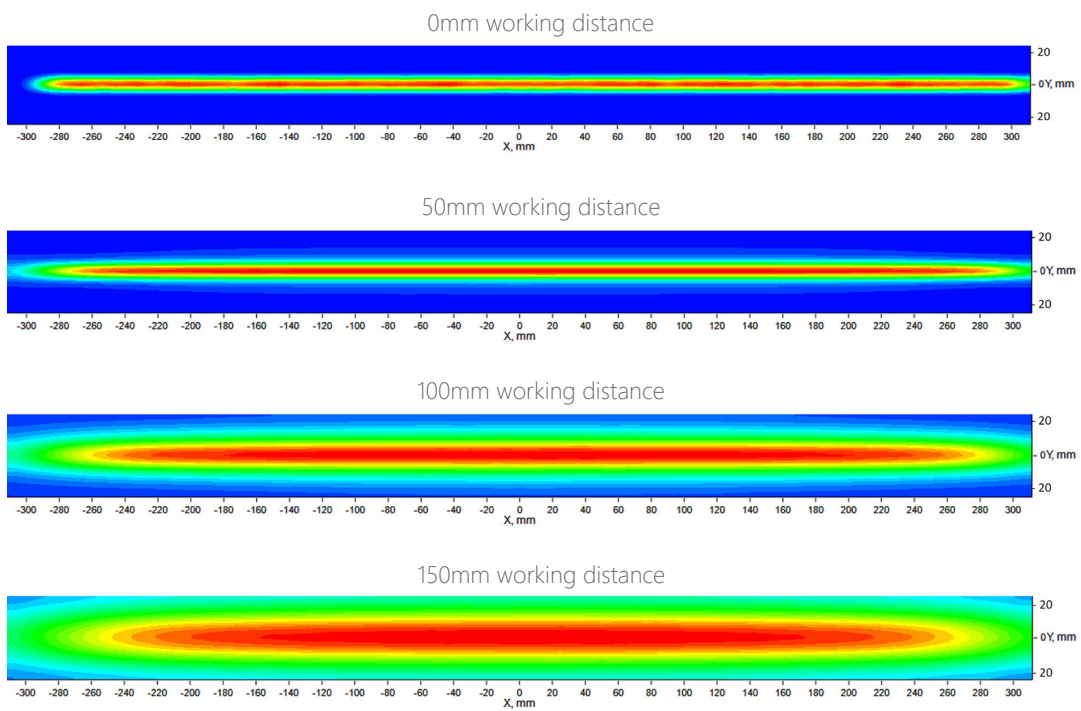 0mm working distance
20
0Y, mm
20
-300 -280 -260 -240 -220 -200 -180 -160 -140 -120 -100 -80 -60 -40 -20 0 20 40 60 80 100 120 140 160 180 200 220 240 260 280 300
X, mm
50mm working distance
20
0Y, mm
20
-300 -280 -260 -240 -220 -200 -180 -160 -140 -120 -100 -80 -60 -40 -20 0 20 40 60 80 100 120 140 160 180 200 220 240 260 280 300
X, mm
100mm working distance
20
0Y, mm
20
-300 -280 -260 -240 -220 -200 -180 -160 -140 -120 -100 -80 -60 -40 -20 0 20 40 60 80 100 120 140 160 180 200 220 240 260 280 300
X, mm
150mm working distance
20
0Y, mm
20
-300 -280 -260 -240 -220 -200 -180 -160 -140 -120 -100 -80 -60 -40 -20 0 20 40 60 80 100 120 140 160 180 200 220 240 260 280 300
X, mm